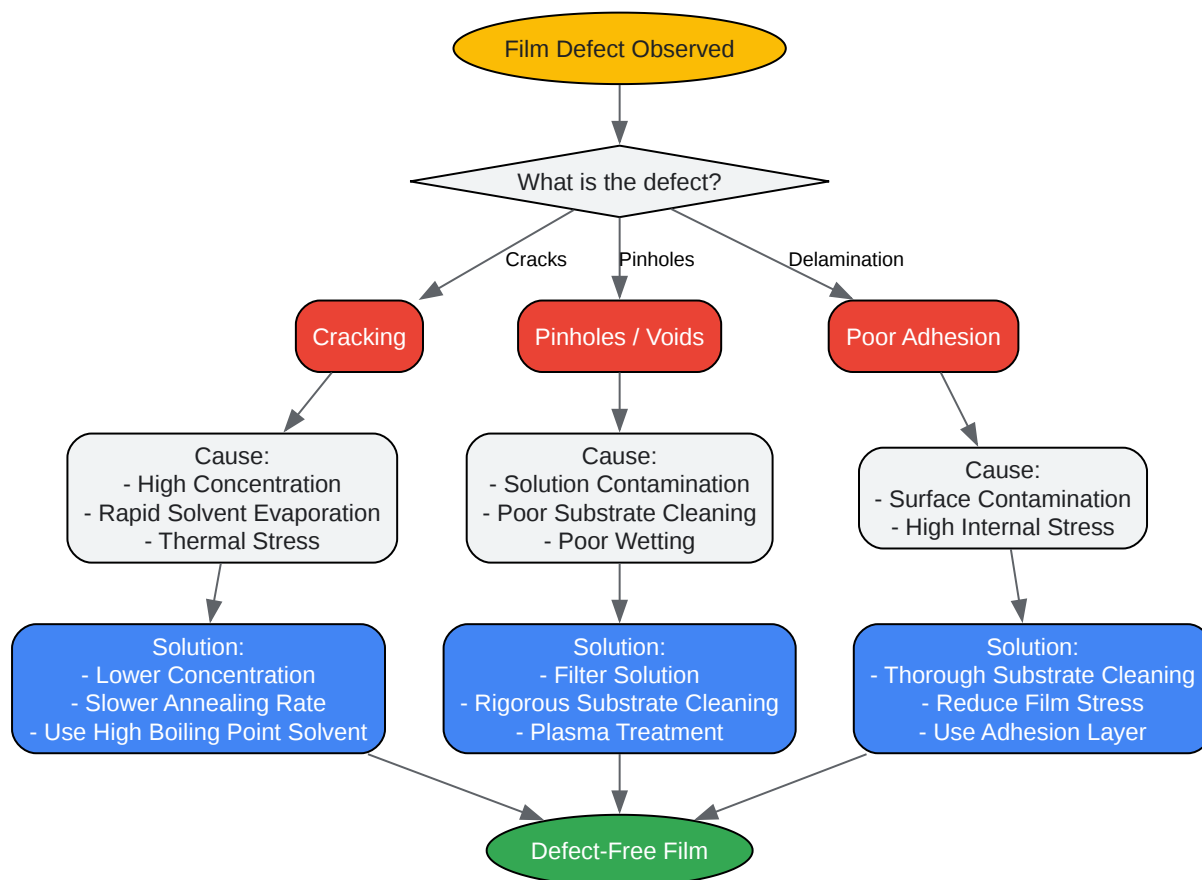 Film Defect Observed
What is the defect?
Cracks
Pinholes
Delamination
Cracking
Pinholes / Voids
Poor Adhesion
Cause:
- High Concentration
- Rapid Solvent Evaporation
- Thermal Stress
Cause:
- Solution Contamination
- Poor Substrate Cleaning
- Poor Wetting
Cause:
- Surface Contamination
- High Internal Stress
Solution:
- Lower Concentration
- Slower Annealing Rate
- Use High Boiling Point Solvent
Solution:
- Filter Solution
- Rigorous Substrate Cleaning
- Plasma Treatment
Solution:
- Thorough Substrate Cleaning
- Reduce Film Stress
- Use Adhesion Layer
Defect-Free Film